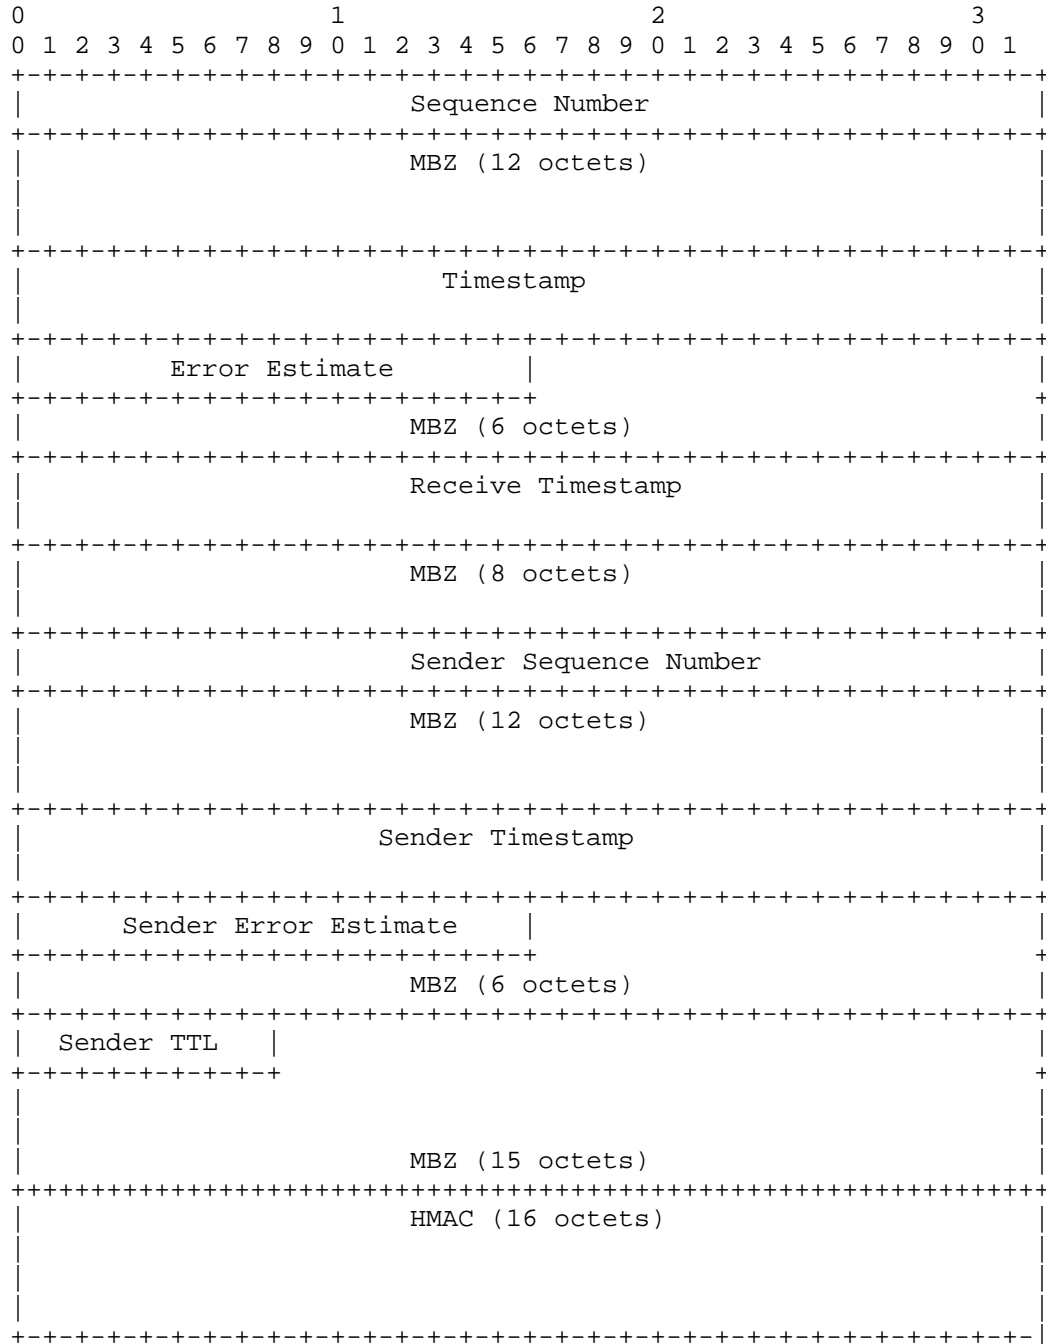 0                   1                   2                   3
0 1 2 3 4 5 6 7 8 9 0 1 2 3 4 5 6 7 8 9 0 1 2 3 4 5 6 7 8 9 0 1
Sequence Number
MBZ (12 octets)
Timestamp
Error Estimate
MBZ (6 octets)
Receive Timestamp
MBZ (8 octets)
Sender Sequence Number
MBZ (12 octets)
Sender Timestamp
Sender Error Estimate
MBZ (6 octets)
Sender TTL
MBZ (15 octets)
HMAC (16 octets)